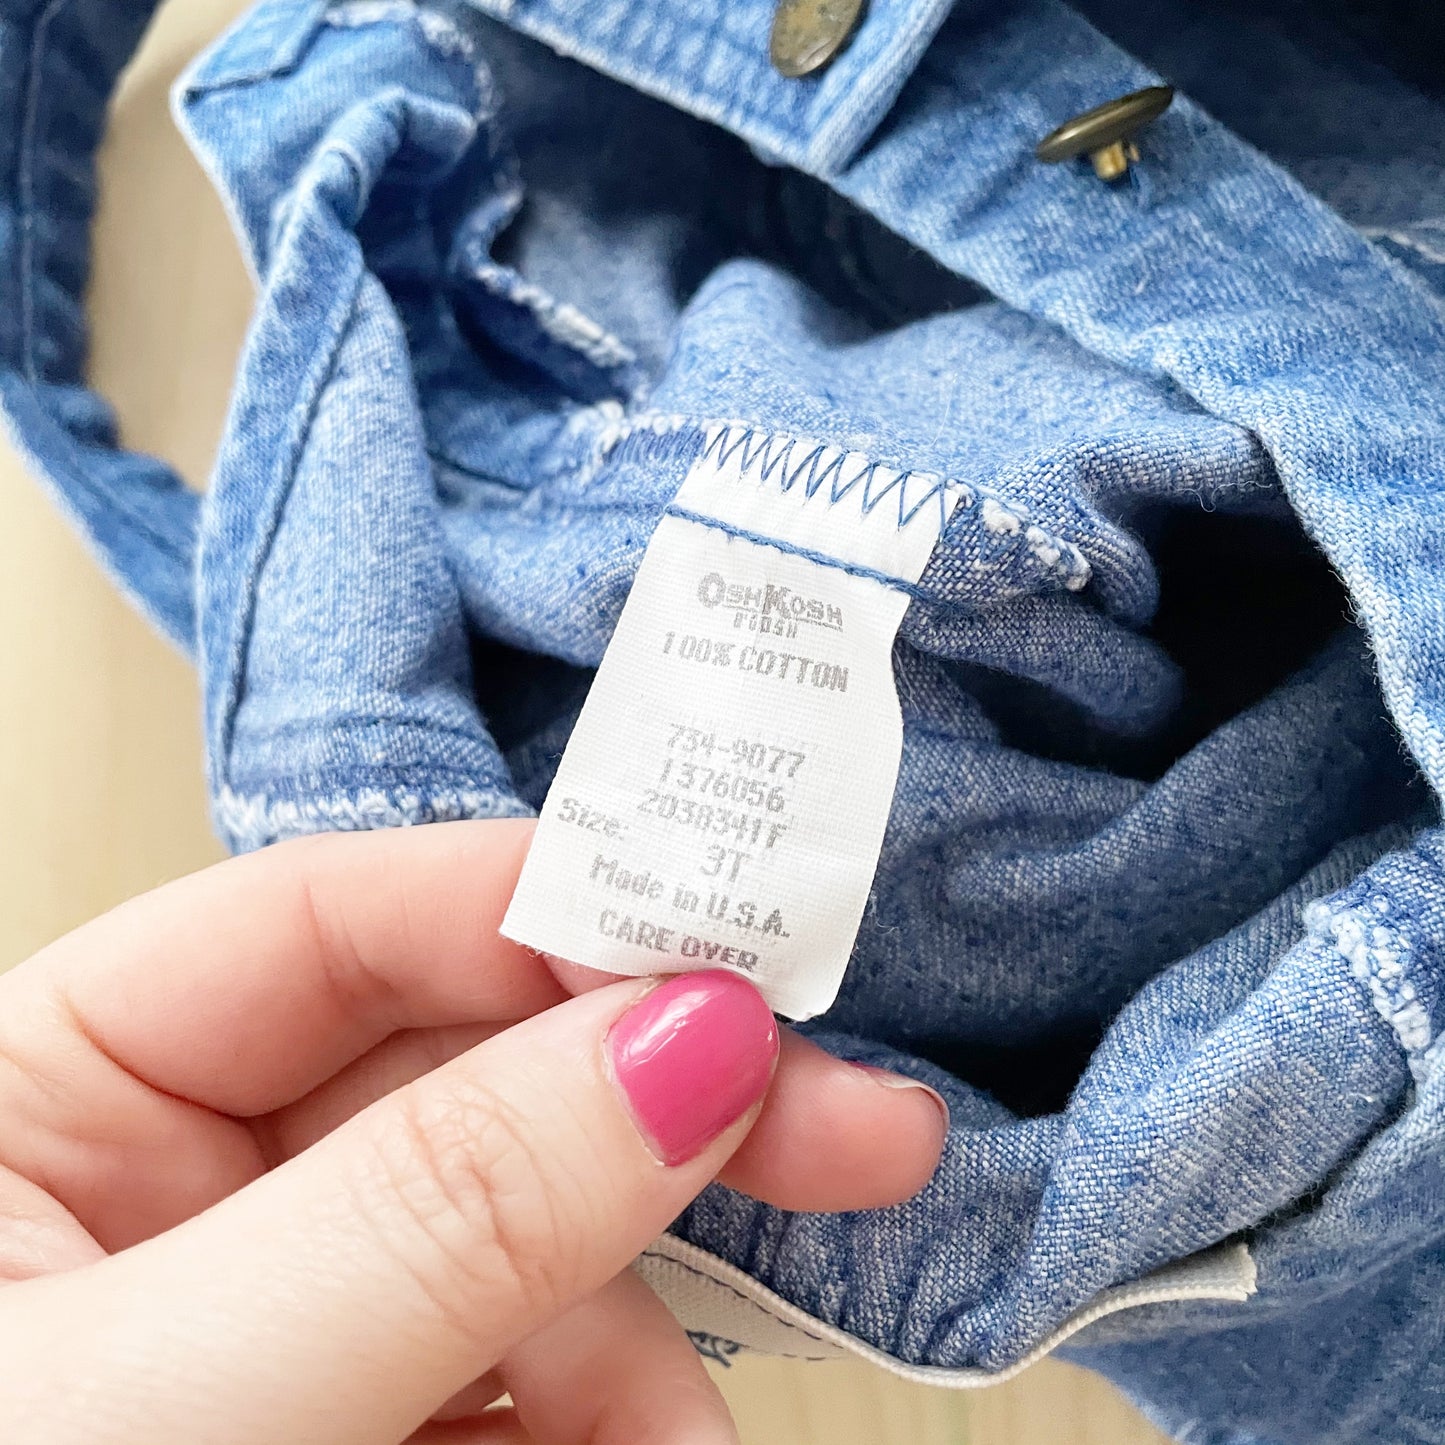 OSHKOSH
B'GOSH
100% COTTON
734-9077
1376056
2038341F
Size: 3T
Made in U.S.A.
CARE OVER